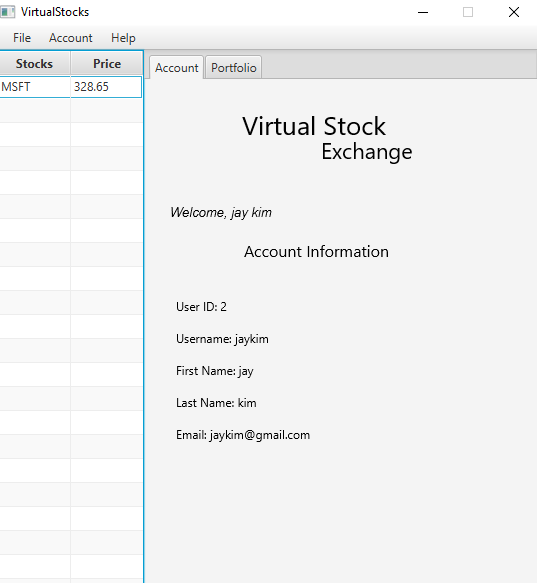 VirtualStocks
File Account Help
Stocks Price
MSFT 328.65
Account Portfolio
Virtual Stock
Exchange
Welcome, jay kim
Account Information
User ID: 2
Username: jaykim
First Name: jay
Last Name: kim
Email: jaykim@gmail.com